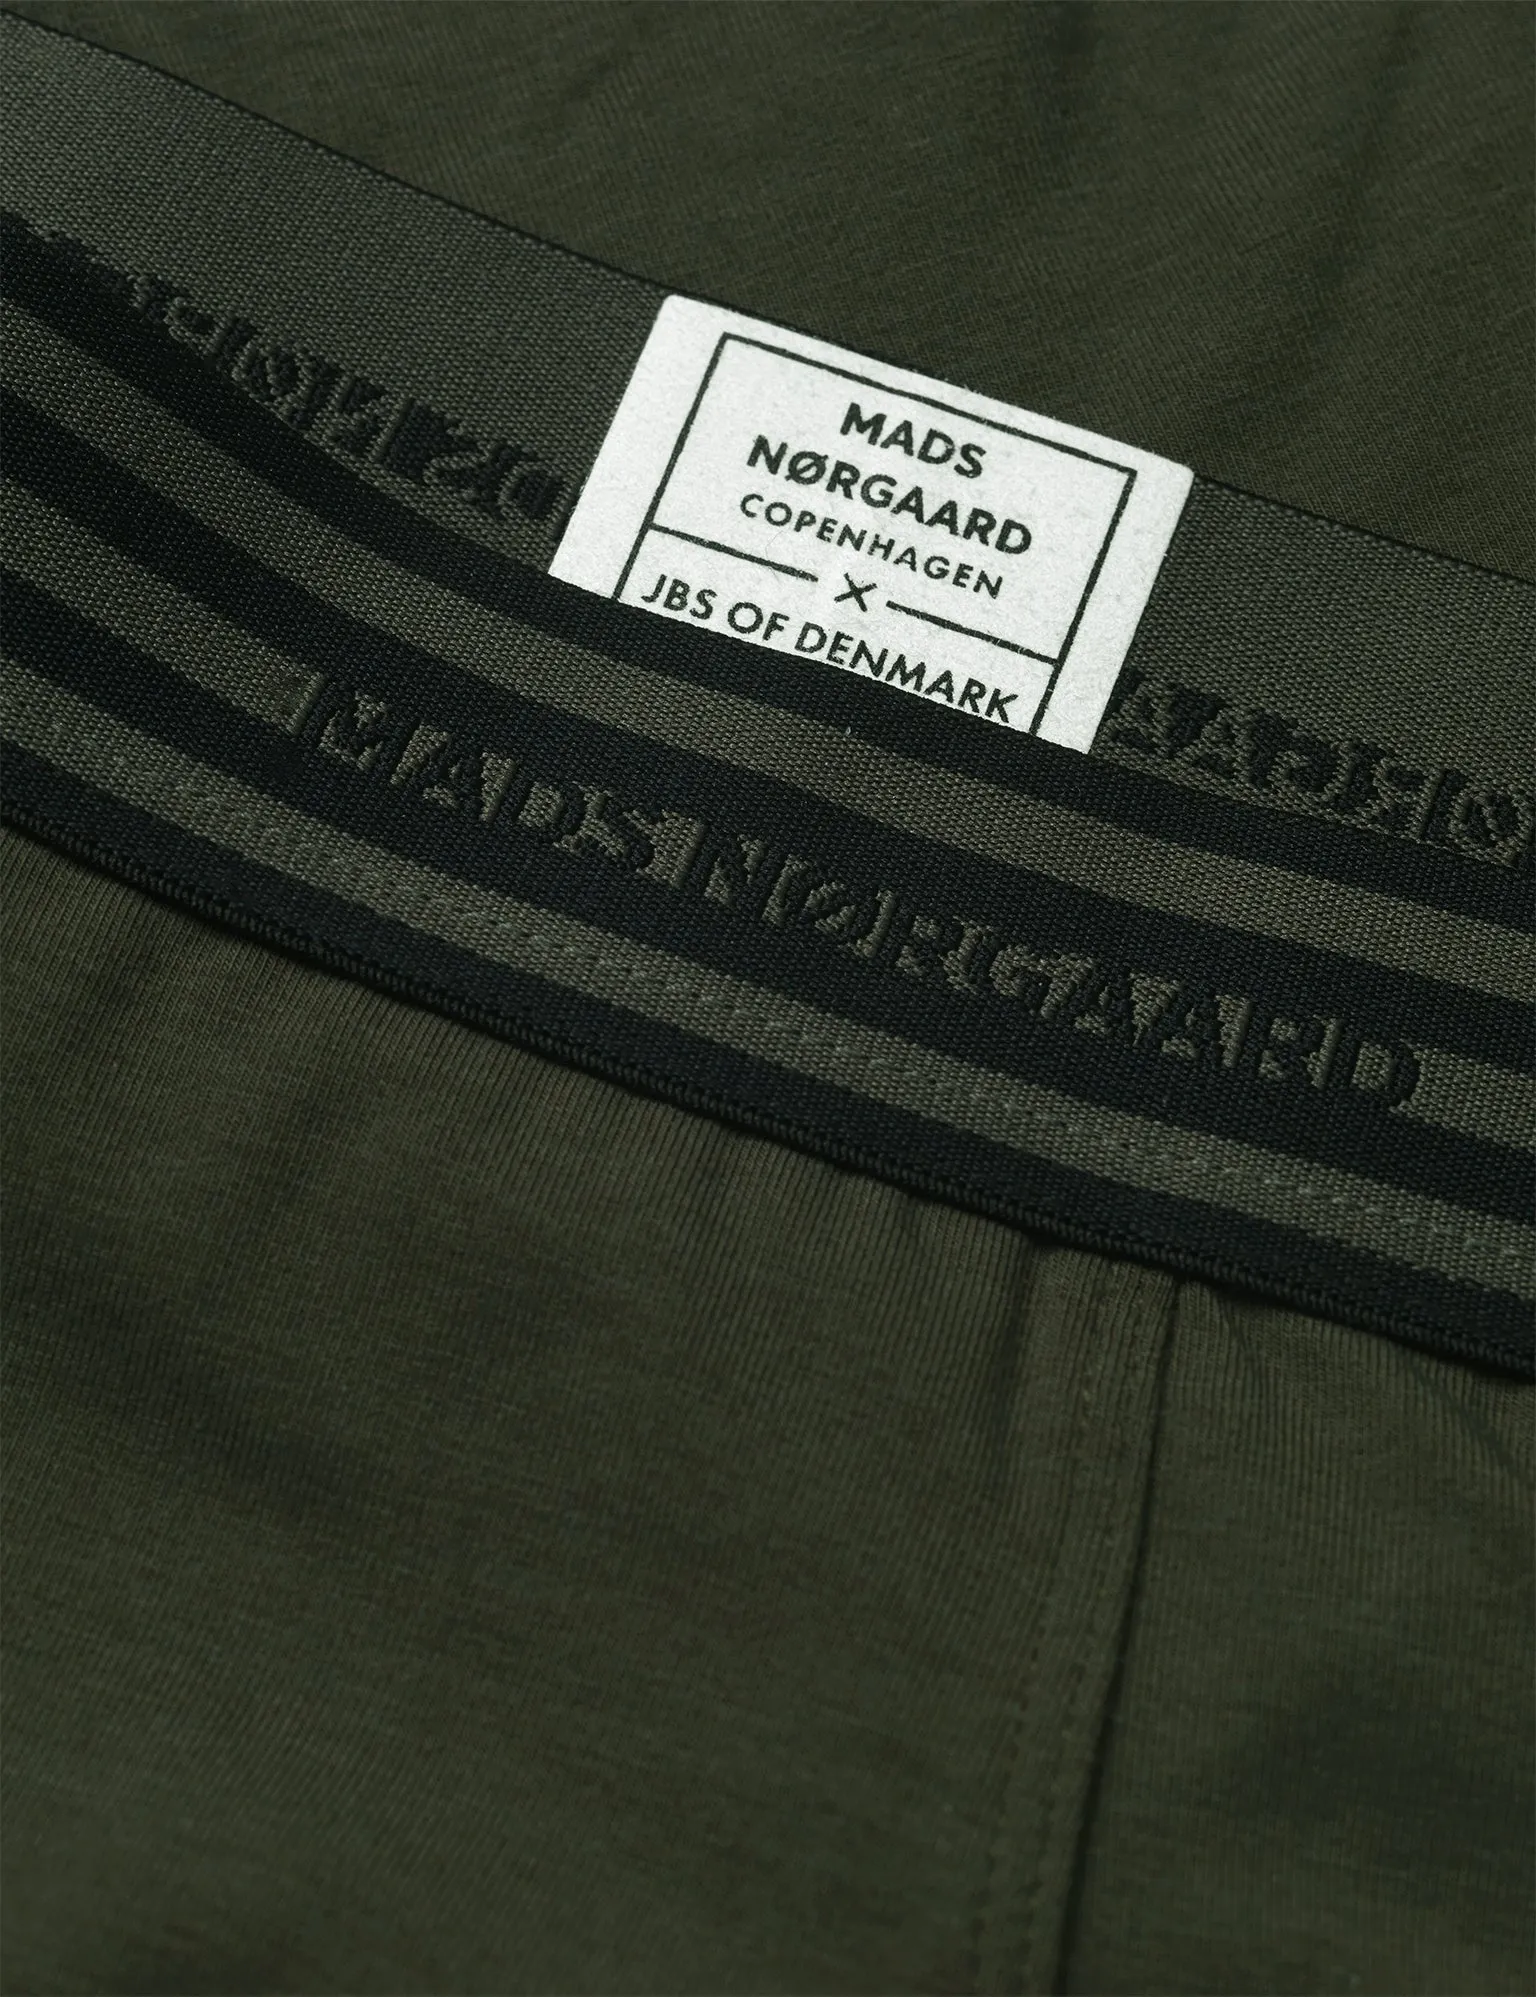 MADS
NØRGAARD
COPENHAGEN
X
JBS OF DENMARK
MADS NØRGAARD